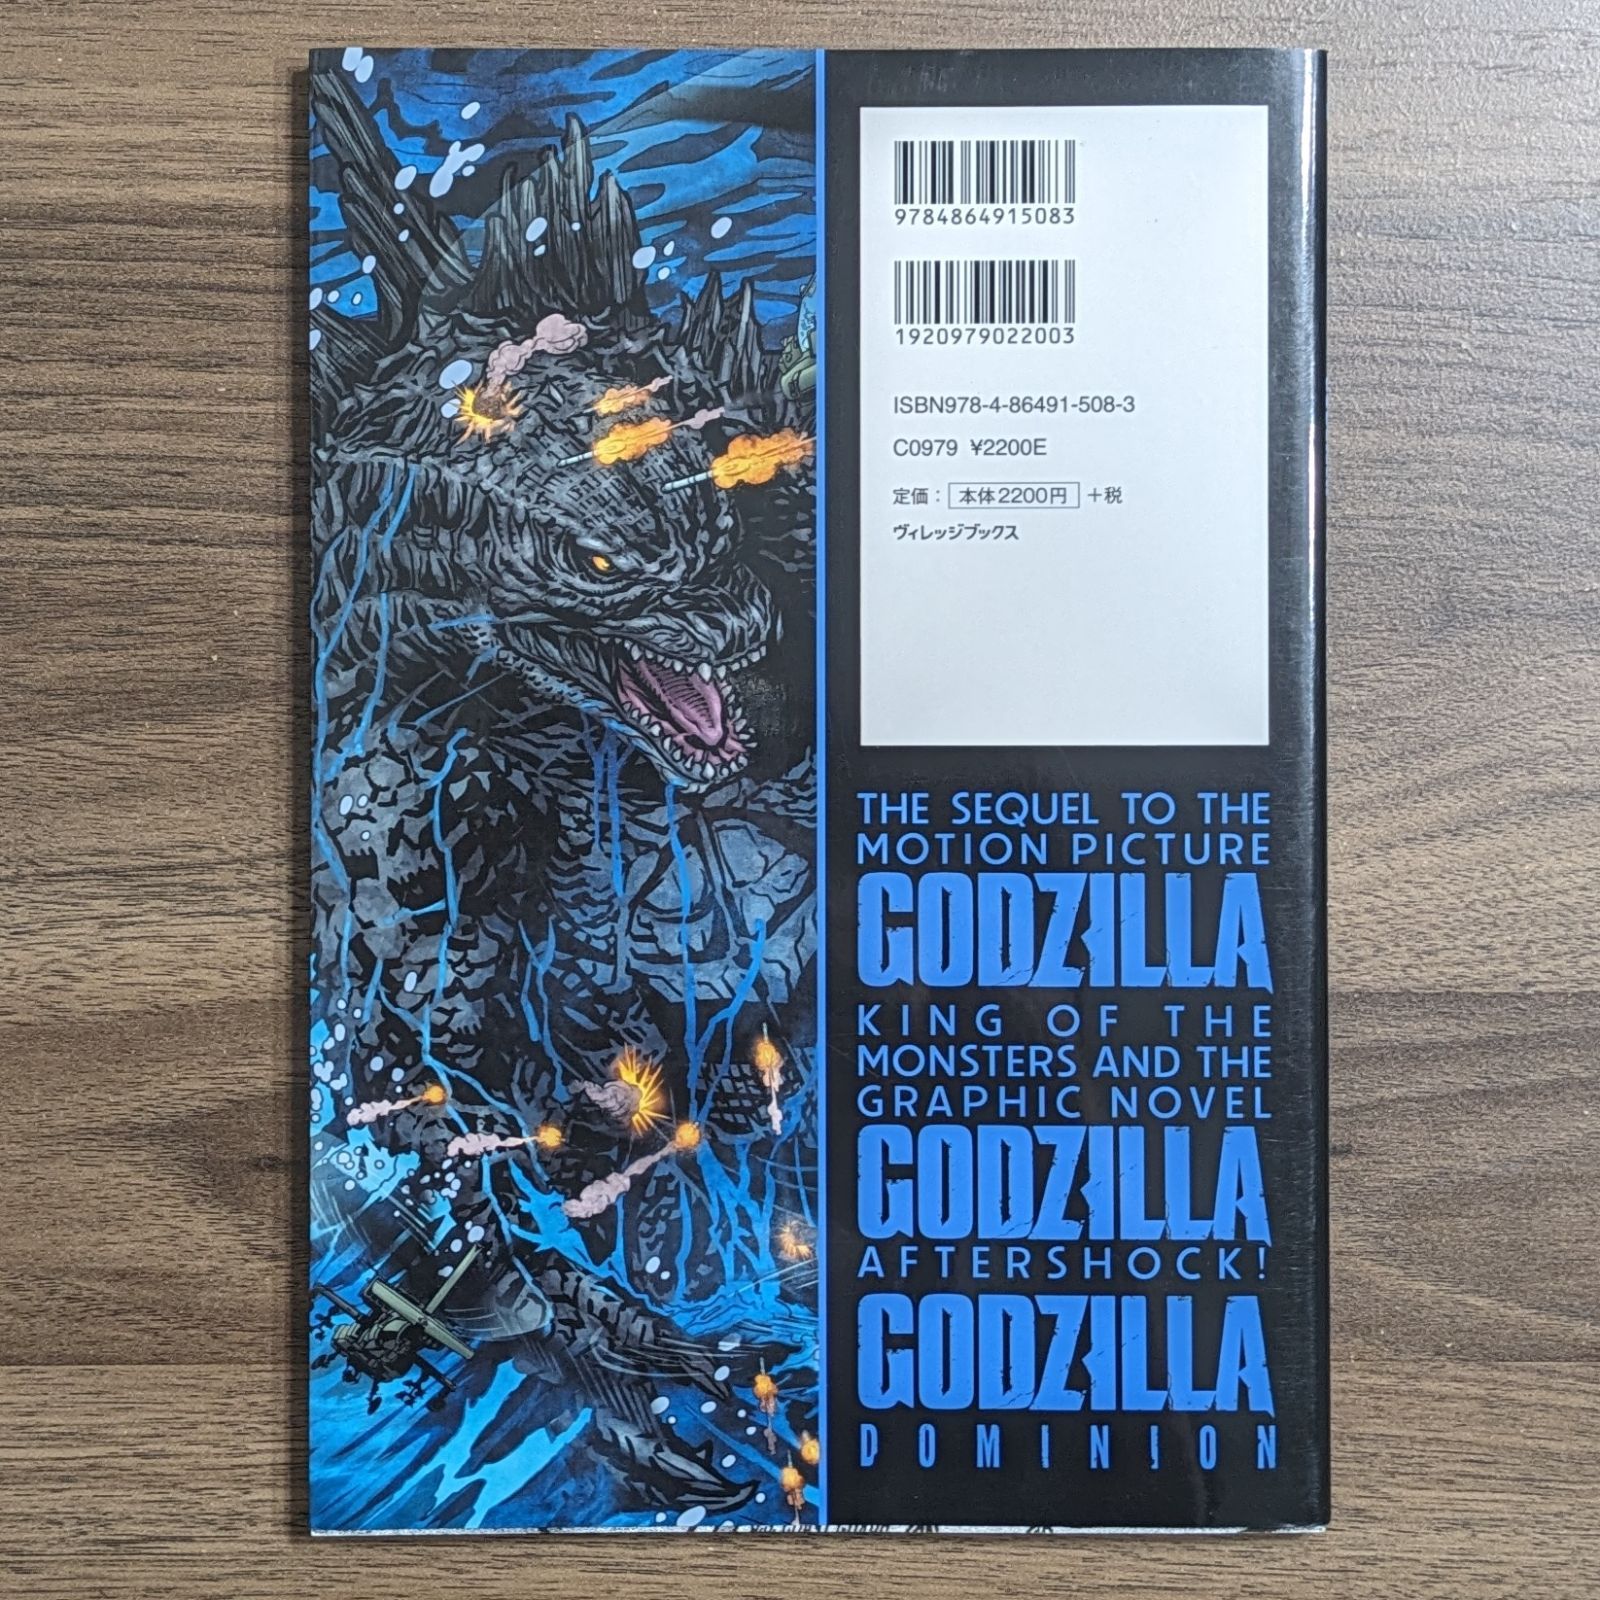 9784864915083
1920979022003
ISBN978-4-86491-508-3
C0979 ¥2200E
定価：本体2200円＋税
ヴィレッジブックス
THE SEQUEL TO THE
MOTION PICTURE
GODZILLA
KING OF THE
MONSTERS AND THE
GRAPHIC NOVEL
GODZILLA
AFTERSHOCK!
GODZILLA
DOMINION